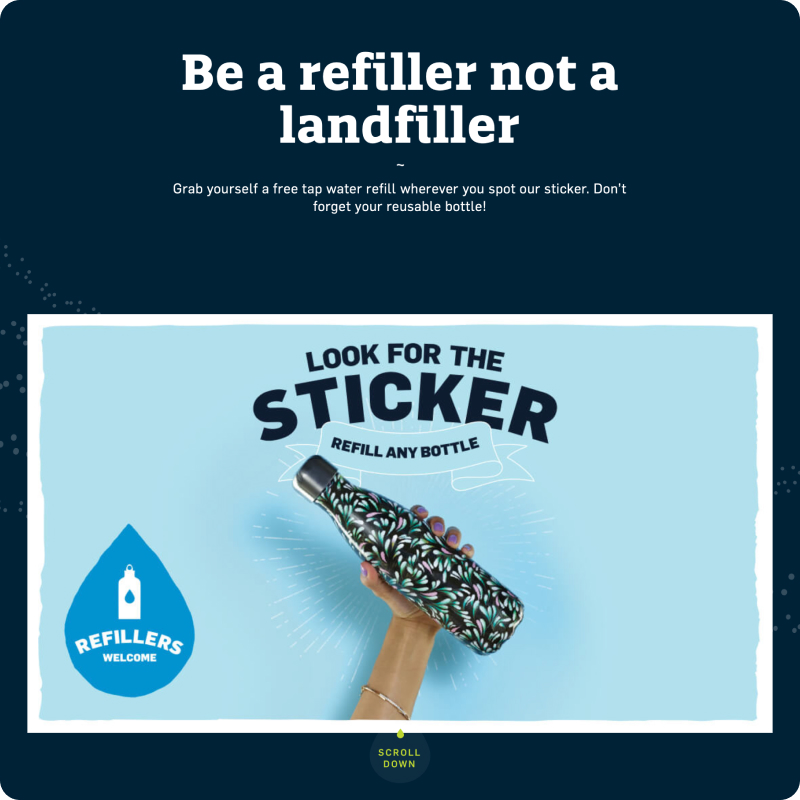 Be a refiller not a
landfiller
~
Grab yourself a free tap water refill wherever you spot our sticker. Don't
forget your reusable bottle!
LOOK FOR THE
STICKER
REFILL ANY BOTTLE
REFILLERS
WELCOME
SCROLL
DOWN